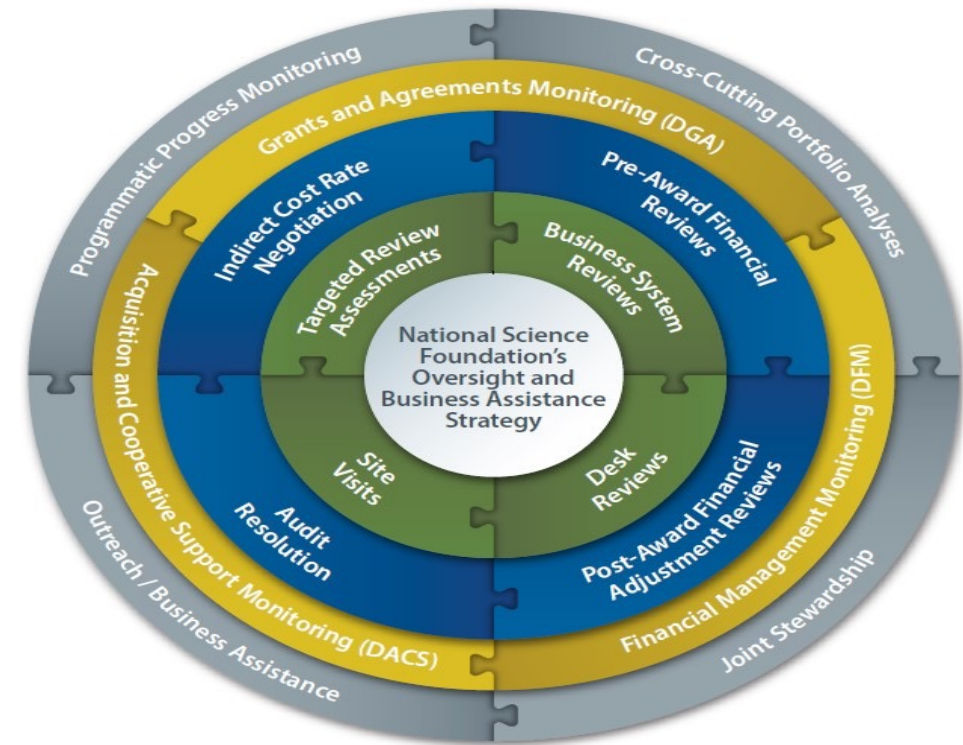 Programmatic Progress Monitoring
Cross-Cutting Portfolio Analyses
Grants and Agreements Monitoring (DGA)
Indirect Cost Rate
Negotiation
Pre-Award Financial
Reviews
Targeted Review
Assessments
Business System
Reviews
National Science
Foundation's
Oversight and
Business Assistance
Strategy
Acquisition and Cooperative Support Monitoring (DACS)
Financial Management Monitoring (DFM)
Site
Visits
Desk
Reviews
Audit
Resolution
Post-Award Financial
Adjustment Reviews
Outreach / Business Assistance
Joint Stewardship